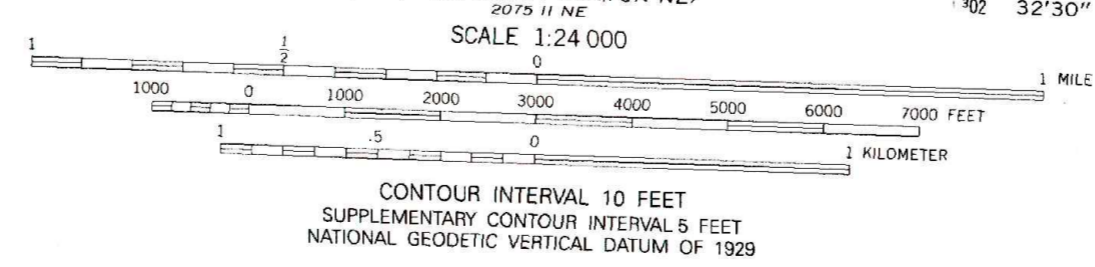 2075 II NE
302 32'30"
SCALE 1:24 000
1 1/2 0 1 MILE
1000 0 1000 2000 3000 4000 5000 6000 7000 FEET
1 .5 0 1 KILOMETER
CONTOUR INTERVAL 10 FEET
SUPPLEMENTARY CONTOUR INTERVAL 5 FEET
NATIONAL GEODETIC VERTICAL DATUM OF 1929